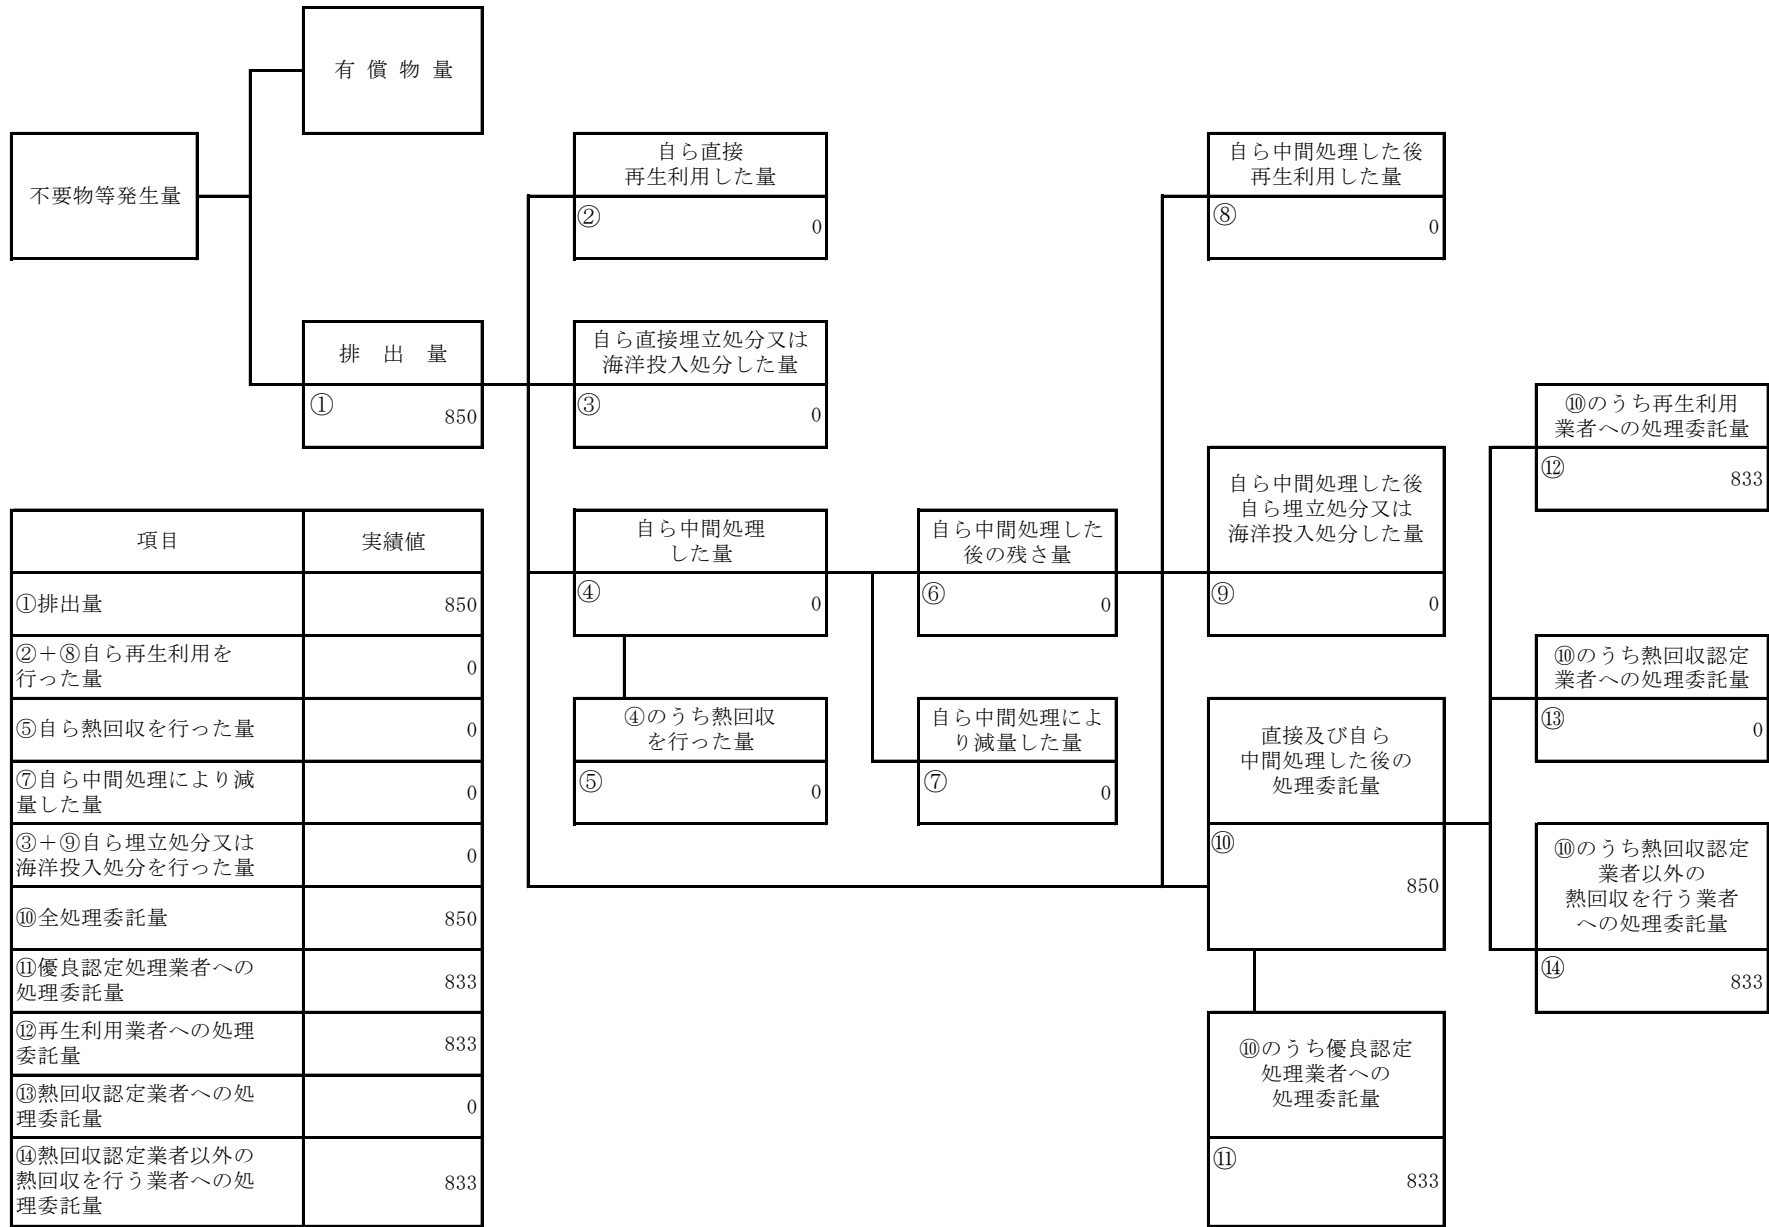 有 償 物 量
不要物等発生量
自ら直接
再生利用した量
②
0
自ら中間処理した後
再生利用した量
⑧
0
排 出 量
①
850
自ら直接埋立処分又は
海洋投入処分した量
③
0
⑩のうち再生利用
業者への処理委託量
⑫
833
自ら中間処理
した量
④
0
自ら中間処理した
後の残さ量
⑥
0
自ら中間処理した後
自ら埋立処分又は
海洋投入処分した量
⑨
0
⑩のうち熱回収認定
業者への処理委託量
⑬
0
④のうち熱回収
を行った量
⑤
0
自ら中間処理によ
り減量した量
⑦
0
直接及び自ら
中間処理した後の
処理委託量
⑩
850
⑩のうち熱回収認定
業者以外の
熱回収を行う業者
への処理委託量
⑭
833
⑩のうち優良認定
処理業者への
処理委託量
⑪
833
項目 実績値
①排出量 850
②+⑧自ら再生利用を
行った量 0
⑤自ら熱回収を行った量 0
⑦自ら中間処理により減
量した量 0
③+⑨自ら埋立処分又は
海洋投入処分を行った量 0
⑩全処理委託量 850
⑪優良認定処理業者への
処理委託量 833
⑫再生利用業者への処理
委託量 833
⑬熱回収認定業者への処
理委託量 0
⑭熱回収認定業者以外の
熱回収を行う業者への処
理委託量 833